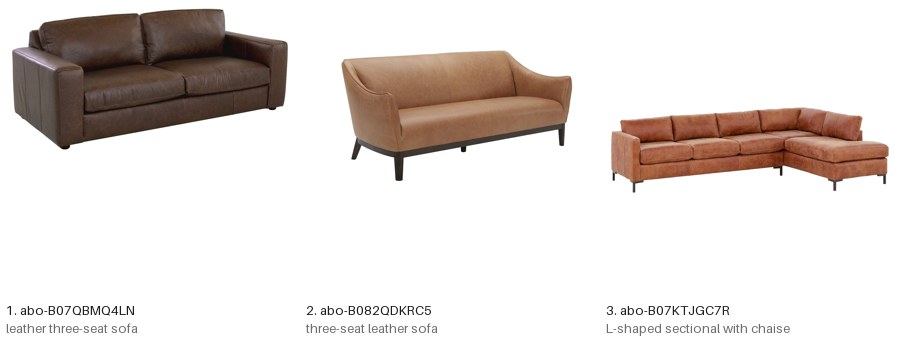 1. abo-B07QBMQ4LN
leather three-seat sofa
2. abo-B082QDKRC5
three-seat leather sofa
3. abo-B07KTJGC7R
L-shaped sectional with chaise